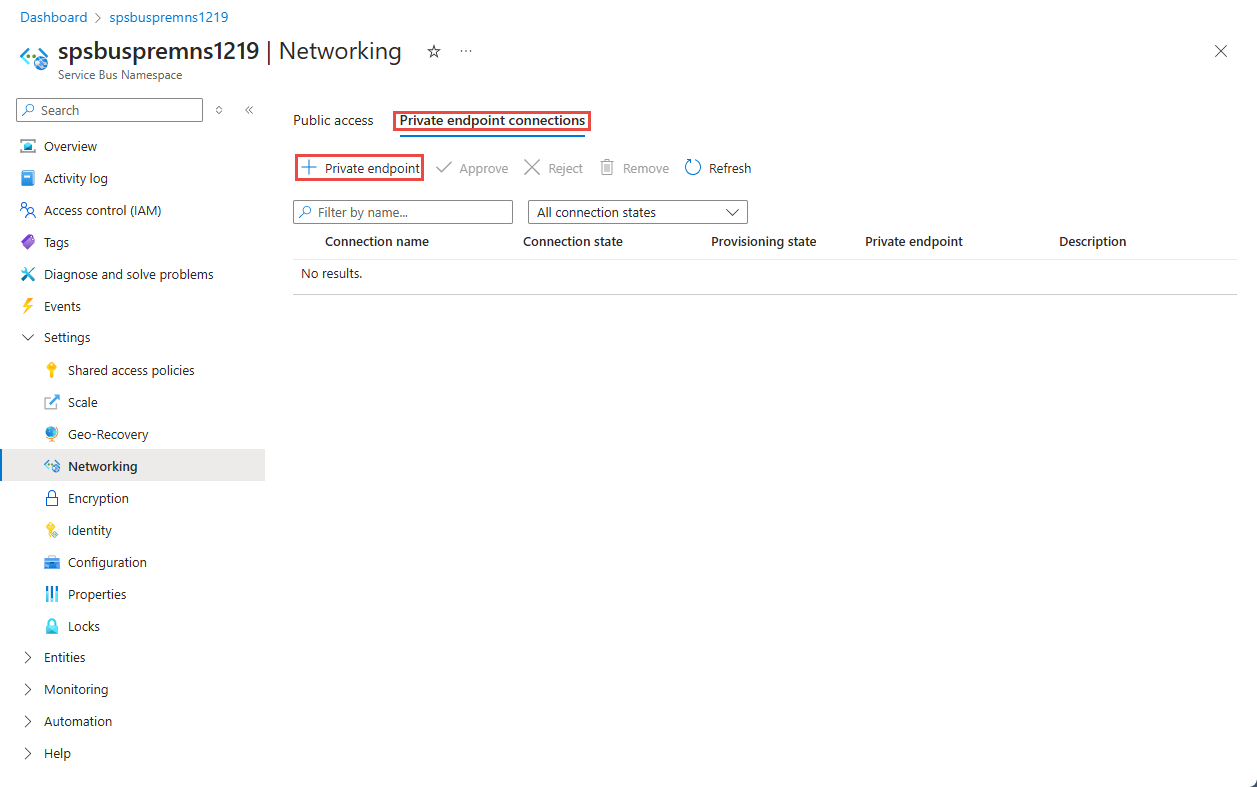 Dashboard > spsbuspremns1219
spsbuspremns1219 | Networking ☆ ...
Service Bus Namespace
Search
Overview
Activity log
Access control (IAM)
Tags
Diagnose and solve problems
Events
Settings
Shared access policies
Scale
Geo-Recovery
Networking
Encryption
Identity
Configuration
Properties
Locks
Entities
Monitoring
Automation
Help
Public access Private endpoint connections
+ Private endpoint Approve Reject Remove Refresh
Filter by name... All connection states
Connection name Connection state Provisioning state Private endpoint Description
No results.